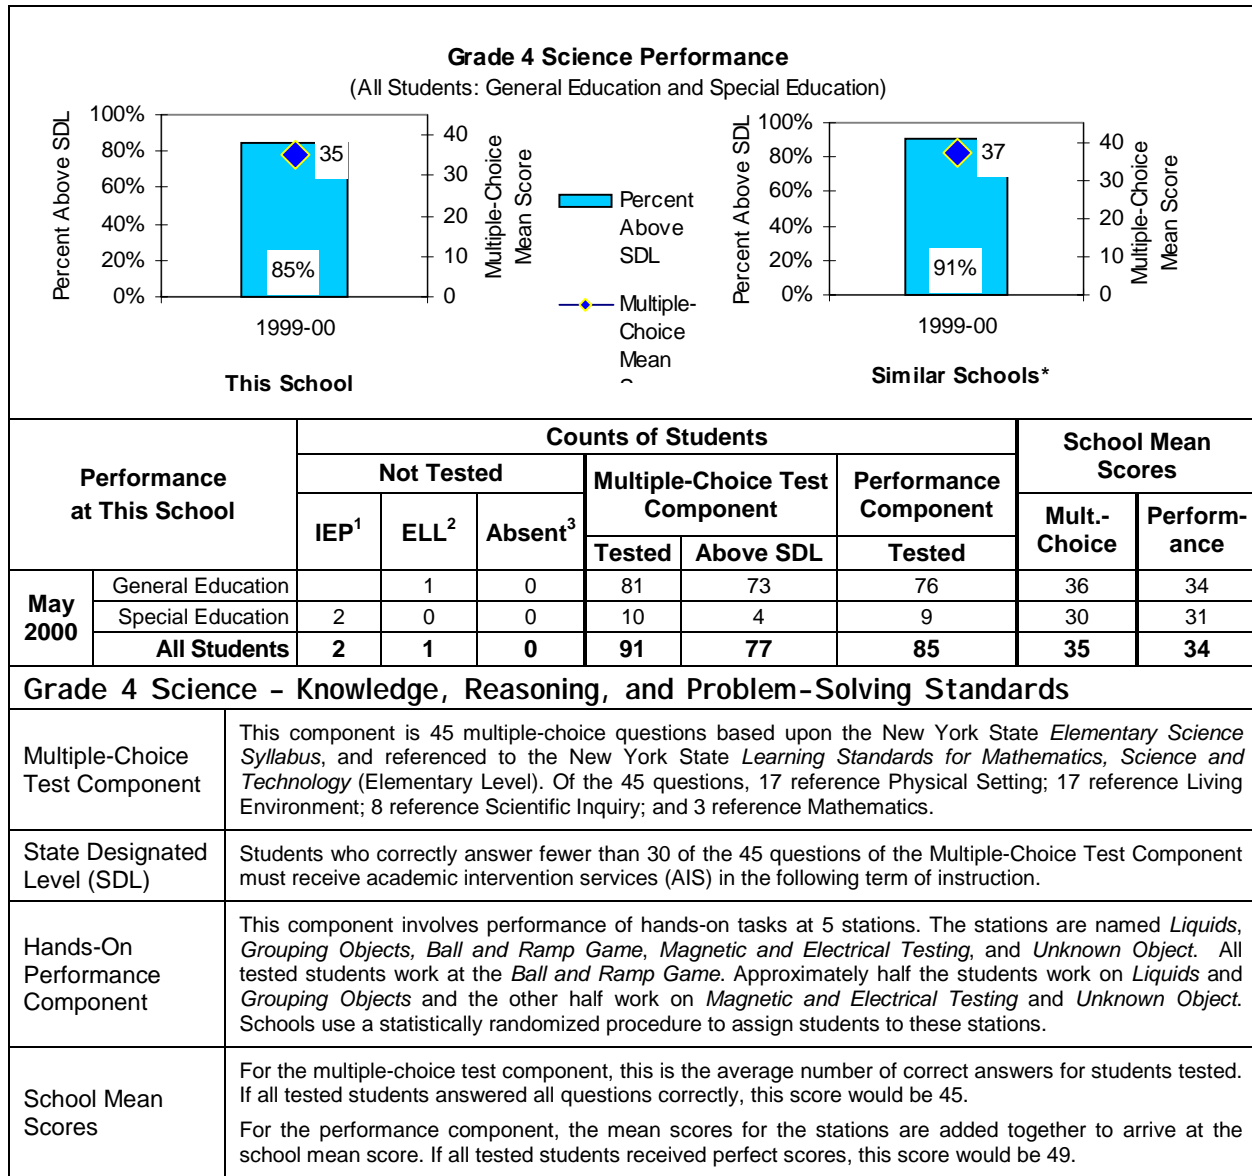 Grade 4 Science Performance
(All Students: General Education and Special Education)
Percent Above SDL
100%
80%
60%
40%
20%
0%
35
85%
40
30
20
10
0
Multiple-Choice
Mean Score
1999-00
This School
Percent
Above
SDL
Multiple-
Choice
Mean
Percent Above SDL
100%
80%
60%
40%
20%
0%
37
91%
40
30
20
10
0
Multiple-Choice
Mean Score
1999-00
Similar Schools*
Performance
at This School
Counts of Students
School Mean
Scores
Not Tested
Multiple-Choice Test
Component
Performance
Component
IEP1 ELL2 Absent3
Tested Above SDL Tested
Mult.-
Choice
Perform-
ance
May
2000
General Education 1 0 81 73 76 36 34
Special Education 2 0 0 10 4 9 30 31
All Students 2 1 0 91 77 85 35 34
Grade 4 Science – Knowledge, Reasoning, and Problem-Solving Standards
Multiple-Choice
Test Component
This component is 45 multiple-choice questions based upon the New York State Elementary Science
Syllabus, and referenced to the New York State Learning Standards for Mathematics, Science and
Technology (Elementary Level). Of the 45 questions, 17 reference Physical Setting; 17 reference Living
Environment; 8 reference Scientific Inquiry; and 3 reference Mathematics.
State Designated
Level (SDL)
Students who correctly answer fewer than 30 of the 45 questions of the Multiple-Choice Test Component
must receive academic intervention services (AIS) in the following term of instruction.
Hands-On
Performance
Component
This component involves performance of hands-on tasks at 5 stations. The stations are named Liquids,
Grouping Objects, Ball and Ramp Game, Magnetic and Electrical Testing, and Unknown Object. All
tested students work at the Ball and Ramp Game. Approximately half the students work on Liquids and
Grouping Objects and the other half work on Magnetic and Electrical Testing and Unknown Object.
Schools use a statistically randomized procedure to assign students to these stations.
School Mean
Scores
For the multiple-choice test component, this is the average number of correct answers for students tested.
If all tested students answered all questions correctly, this score would be 45.
For the performance component, the mean scores for the stations are added together to arrive at the
school mean score. If all tested students received perfect scores, this score would be 49.